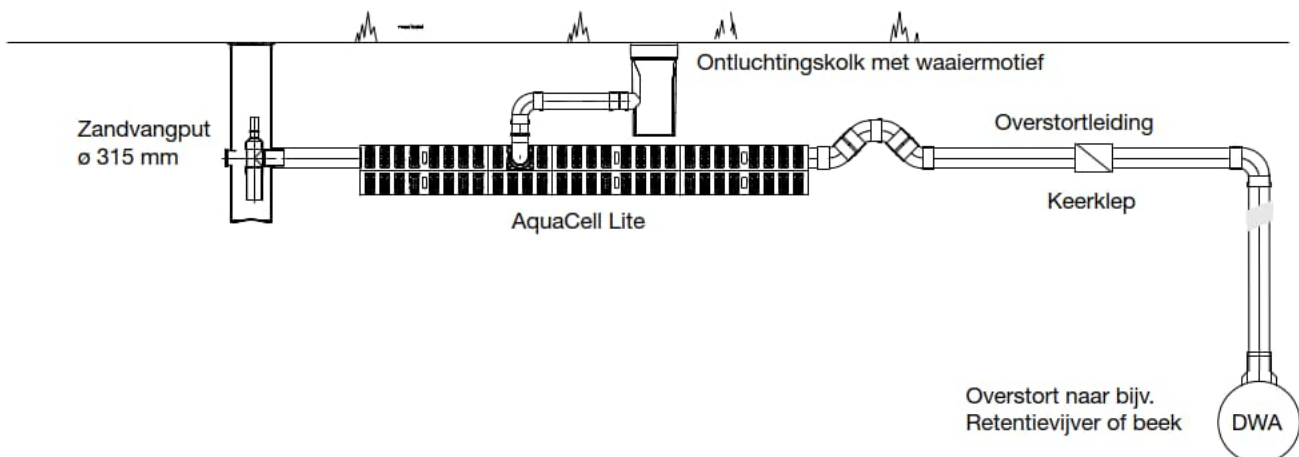 Ontluchtingskolk met waaiermotief
Zandvangput
ø 315 mm
Overstortleiding
Keerklep
AquaCell Lite
Overstort naar bijv.
Retentievijver of beek
DWA